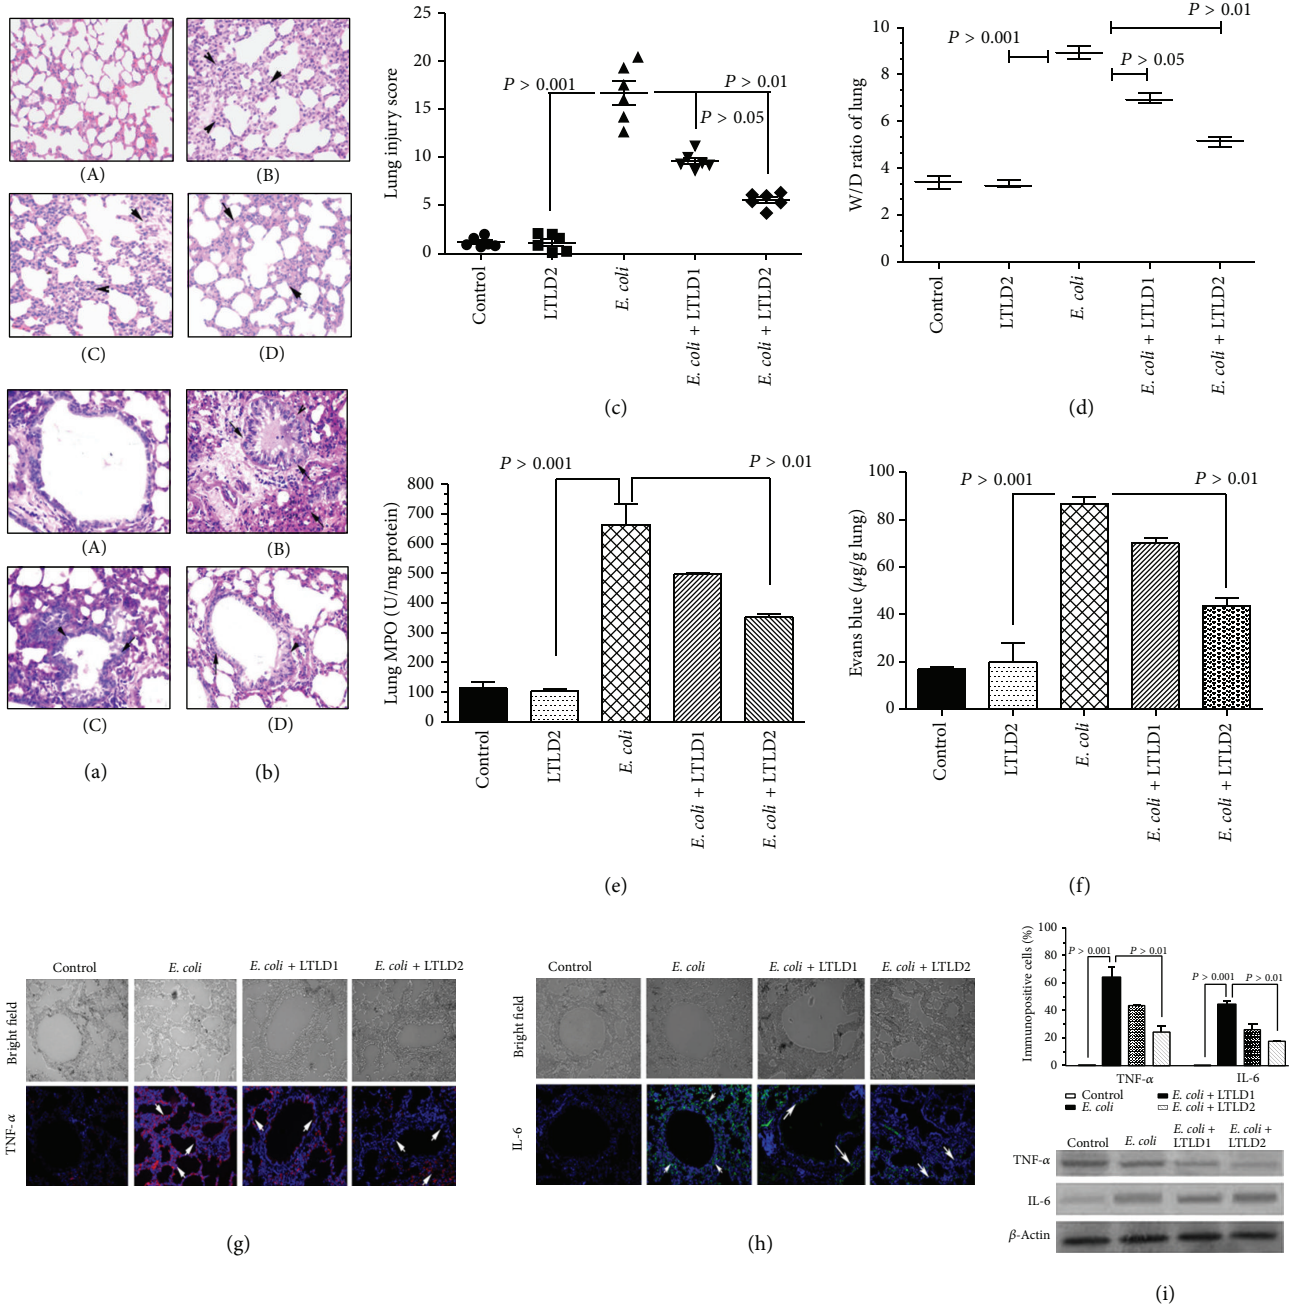 (A)
(B)
(C)
(D)
(A)
(B)
(C)
(D)
(a)
(b)
Lung injury score
25
20
15
10
5
0
P > 0.001
P > 0.01
P > 0.05
Control
LTLD2
E. coli
E. coli + LTLD1
E. coli + LTLD2
(c)
W/D ratio of lung
10
8
6
4
2
0
P > 0.001
P > 0.01
P > 0.05
Control
LTLD2
E. coli
E. coli + LTLD1
E. coli + LTLD2
(d)
Lung MPO (U/mg protein)
800
700
600
500
400
300
200
100
0
P > 0.001
P > 0.01
Control
LTLD2
E. coli
E. coli + LTLD1
E. coli + LTLD2
(e)
Evans blue (μg/g lung)
100
80
60
40
20
0
P > 0.001
P > 0.01
Control
LTLD2
E. coli
E. coli + LTLD1
E. coli + LTLD2
(f)
Control
E. coli
E. coli + LTLD1
E. coli + LTLD2
Bright field
TNF-α
(g)
Control
E. coli
E. coli + LTLD1
E. coli + LTLD2
Bright field
IL-6
(h)
Immunopositive cells (%)
100
80
60
40
20
0
P > 0.001
P > 0.01
P > 0.001
P > 0.01
TNF-α
IL-6
Control
E. coli
E. coli + LTLD1
E. coli + LTLD2
Control
E. coli
E. coli +
LTLD1
E. coli +
LTLD2
TNF-α
IL-6
β-Actin
(i)